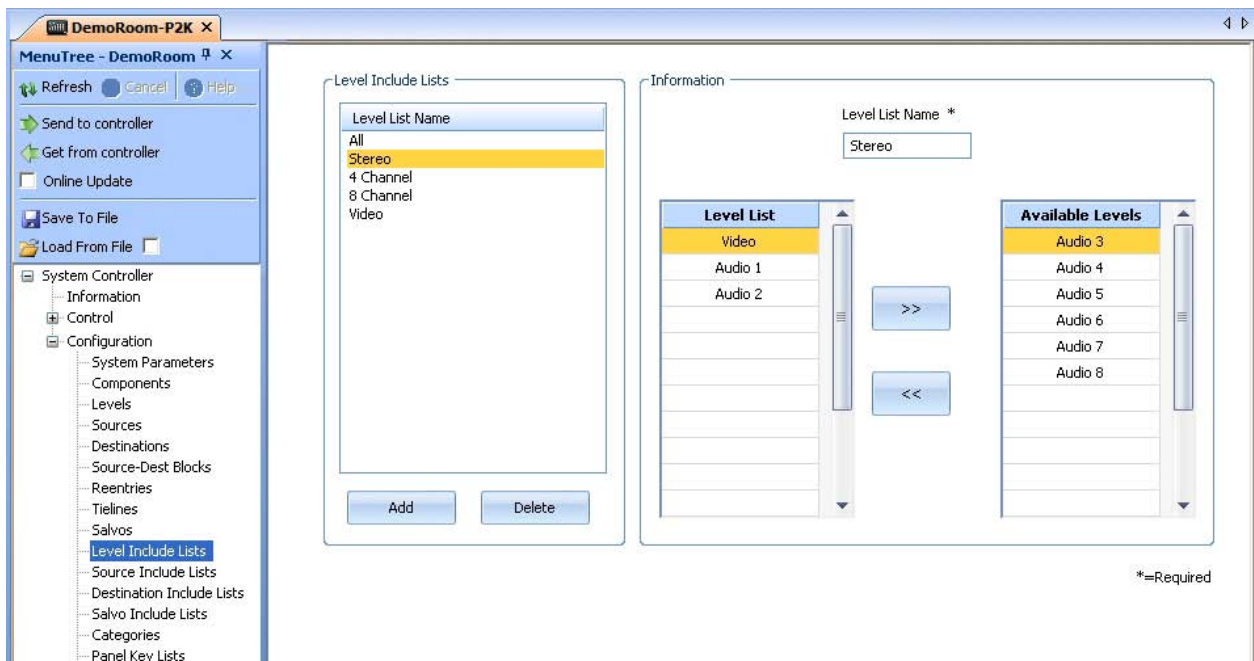 DemoRoom-P2K X
MenuTree - DemoRoom
Refresh Cancel Help
Send to controller
Get from controller
Online Update
Save To File
Load From File
System Controller
Information
Control
Configuration
System Parameters
Components
Levels
Sources
Destinations
Source-Dest Blocks
Reentries
Tielines
Salvos
Level Include Lists
Source Include Lists
Destination Include Lists
Salvo Include Lists
Categories
Panel Key Lists
Level Include Lists
Level List Name
All
Stereo
4 Channel
8 Channel
Video
Add Delete
Information
Level List Name *
Stereo
Level List
Video
Audio 1
Audio 2
>>
<<
Available Levels
Audio 3
Audio 4
Audio 5
Audio 6
Audio 7
Audio 8
*=Required